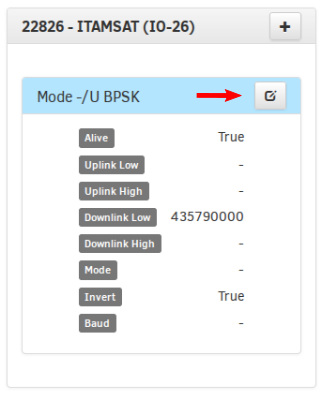 22826 - ITAMSAT (IO-26) +
Mode -/U BPSK
Alive True
Uplink Low -
Uplink High -
Downlink Low 435790000
Downlink High -
Mode -
Invert True
Baud -